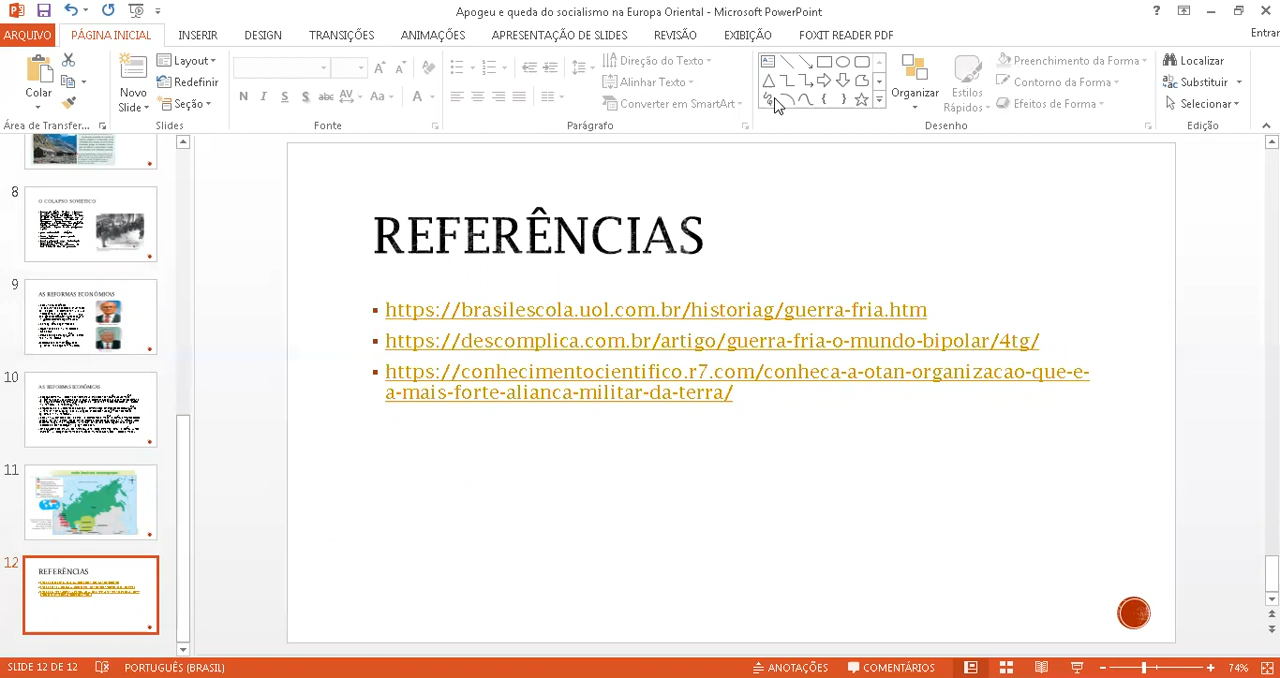 Apogeu e queda do socialismo na Europa Oriental - Microsoft PowerPoint
ARQUIVO PÁGINA INICIAL INSERIR DESIGN TRANSIÇÕES ANIMAÇÕES APRESENTAÇÃO DE SLIDES REVISÃO EXIBIÇÃO FOXIT READER PDF Entrar
Colar
Novo Slide
Layout
Redefinir
Seção
Direção do Texto
Alinhar Texto
Converter em SmartArt
Organizar
Estilos Rápidos
Preenchimento da Forma
Contorno da Forma
Efeitos de Forma
Localizar
Substituir
Selecionar
N I S S abc AV Aa A
Área de Transfer... Slides Fonte Parágrafo Desenho Edição
8
O COLAPSO SOVIÉTICO
9
AS REFORMAS ECONÔMICAS
10
AS REFORMAS ECONÔMICAS
11
12
REFERÊNCIAS
REFERÊNCIAS
https://brasilescola.uol.com.br/historiag/guerra-fria.htm
https://descomplica.com.br/artigo/guerra-fria-o-mundo-bipolar/4tg/
https://conhecimentocientifico.r7.com/conheca-a-otan-organizacao-que-e-
a-mais-forte-alianca-militar-da-terra/
SLIDE 12 DE 12 PORTUGUÊS (BRASIL) ANOTAÇÕES COMENTÁRIOS 74%